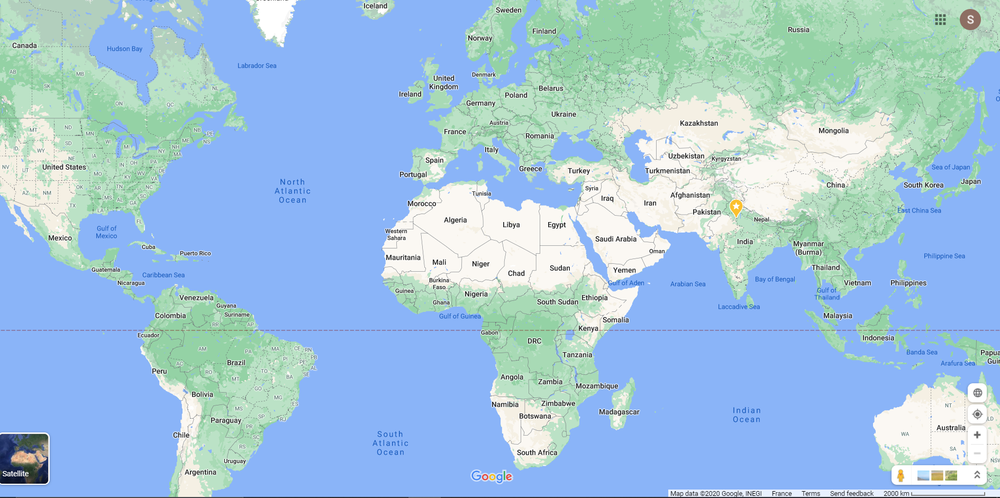 Greenland
Iceland
Sweden
Finland
Norway
Russia
S
Canada
Hudson Bay
Labrador Sea
AB
MB
SK
NL
ON
QC
Denmark
United
Kingdom
Ireland
Belarus
Poland
Germany
Ukraine
Austria
France
Romania
Kazakhstan
Mongolia
MT
ND
MN
NB
PE
SD
WI
ME
NS
ID
WY
MI
NH
NY
MA
NE
IA
IL
IN
OH
PA
NV
UT
United States
KY
WV
DE
MO
VA
OK
AR
TN
NC
AZ
NM
MS
AL
GA
SC
TX
LA
FL
Italy
Spain
Portugal
Greece
Turkey
Uzbekistan
Kyrgyzstan
Turkmenistan
Sea of Japan
Japan
South Korea
China
North
Atlantic
Ocean
Tunisia
Syria
Iraq
Iran
Afghanistan
Pakistan
Nepal
East China Sea
Morocco
Algeria
Libya
Egypt
Western
Sahara
Saudi Arabia
Oman
India
Myanmar
(Burma)
Gulf of
Mexico
Mexico
Cuba
Puerto Rico
Guatemala
Caribbean Sea
Nicaragua
Mauritania
Mali
Niger
Chad
Sudan
Yemen
Thailand
Philippine Sea
Burkina
Faso
Guinea
Ghana
Nigeria
Gulf of Aden
Arabian Sea
Bay of Bengal
Vietnam
Philippines
Gulf of
Thailand
South Sudan
Ethiopia
Laccadive Sea
Malaysia
Venezuela
Guyana
Suriname
Colombia
RR
AP
Gulf of Guinea
Somalia
Kenya
Ecuador
Gabon
DRC
Indonesia
Banda Sea
Papua
Arafura Sea
AM
PA
MA
CE
RN
PB
PI
PE
AL
SE
AC
RO
Brazil
TO
BA
MT
Peru
GO
MG
Bolivia
ES
MS
SP
RJ
Paraguay
PR
SC
RS
Chile
Uruguay
Argentina
Tanzania
Angola
Zambia
Mozambique
Namibia
Zimbabwe
Botswana
Madagascar
South Africa
South
Atlantic
Ocean
Indian
Ocean
NT
Australia
WA
SA
Satellite
Google
Map data ©2020 Google, INEGI France Terms Send feedback 2000 km